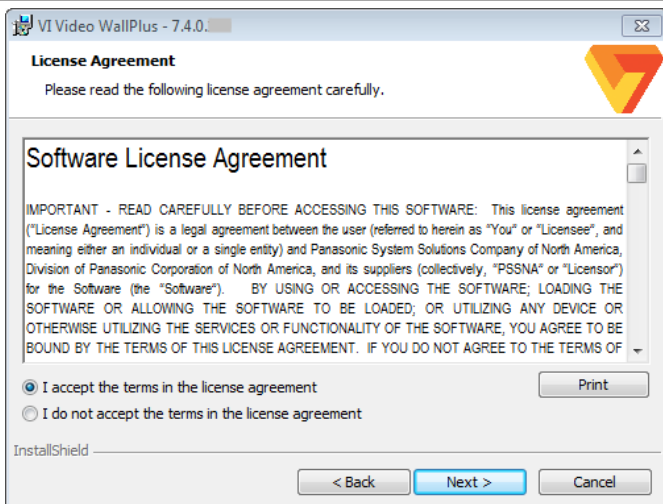 VI Video WallPlus - 7.4.0.
License Agreement
Please read the following license agreement carefully.
Software License Agreement
IMPORTANT - READ CAREFULLY BEFORE ACCESSING THIS SOFTWARE: This license agreement
("License Agreement") is a legal agreement between the user (referred to herein as "You" or "Licensee", and
meaning either an individual or a single entity) and Panasonic System Solutions Company of North America,
Division of Panasonic Corporation of North America, and its suppliers (collectively, "PSSNA" or "Licensor")
for the Software (the "Software"). BY USING OR ACCESSING THE SOFTWARE; LOADING THE
SOFTWARE OR ALLOWING THE SOFTWARE TO BE LOADED; OR UTILIZING ANY DEVICE OR
OTHERWISE UTILIZING THE SERVICES OR FUNCTIONALITY OF THE SOFTWARE, YOU AGREE TO BE
BOUND BY THE TERMS OF THIS LICENSE AGREEMENT. IF YOU DO NOT AGREE TO THE TERMS OF
I accept the terms in the license agreement
Print
I do not accept the terms in the license agreement
InstallShield
< Back Next > Cancel